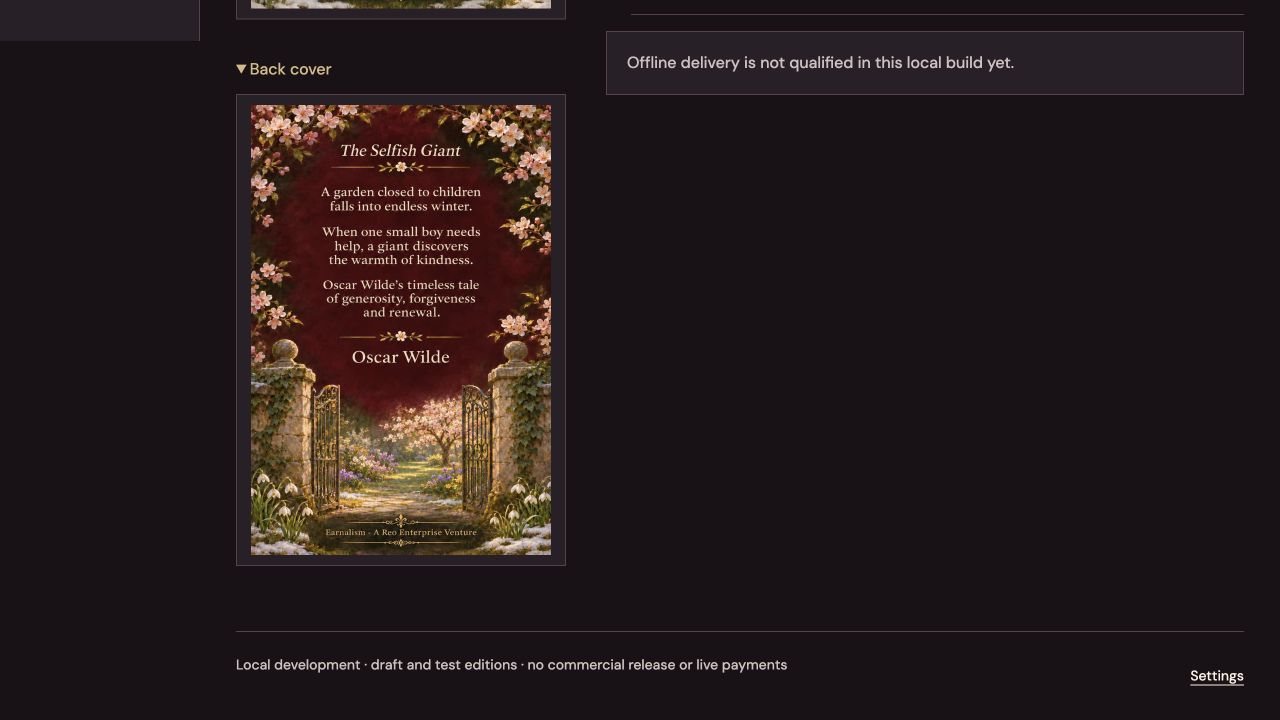 Offline delivery is not qualified in this local build yet.
▼ Back cover
The Selfish Giant
A garden closed to children
falls into endless winter.
When one small boy needs
help, a giant discovers
the warmth of kindness.
Oscar Wilde's timeless tale
of generosity, forgiveness
and renewal.
Oscar Wilde
Earnalism - A Reo Enterprise Venture
Local development · draft and test editions · no commercial release or live payments
Settings